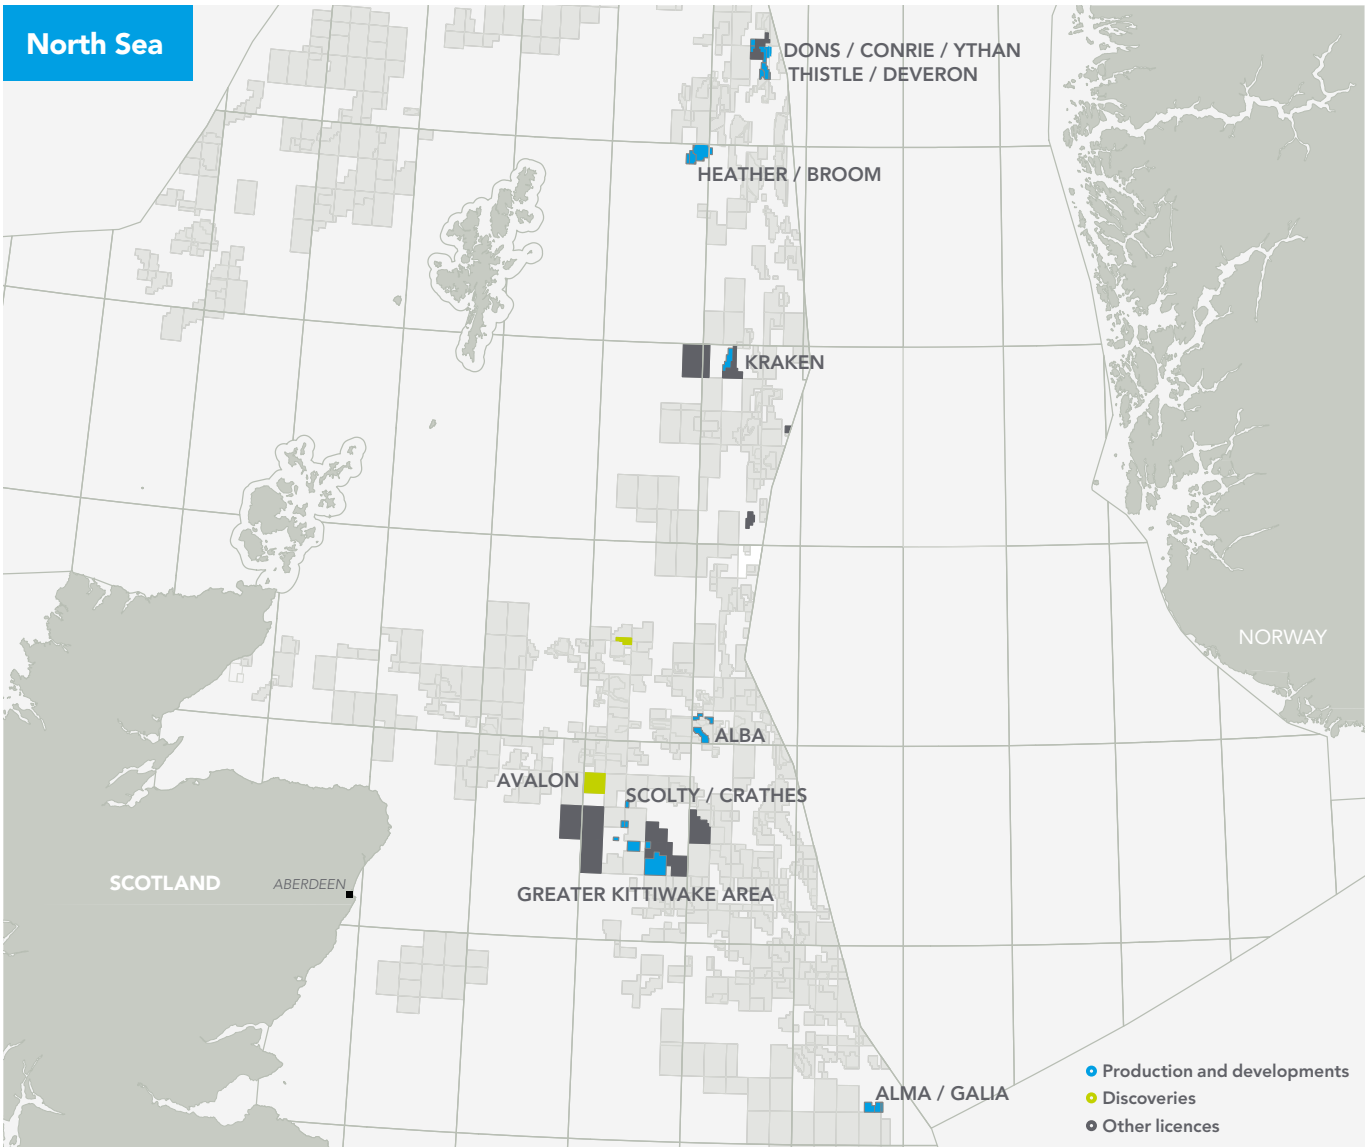 North Sea
DONS / CONRIE / YTHAN
THISTLE / DEVERON
HEATHER / BROOM
KRAKEN
NORWAY
ALBA
AVALON
SCOLTY / CRATHES
SCOTLAND
ABERDEEN
GREATER KITTIWAKE AREA
ALMA / GALIA
Production and developments
Discoveries
Other licences